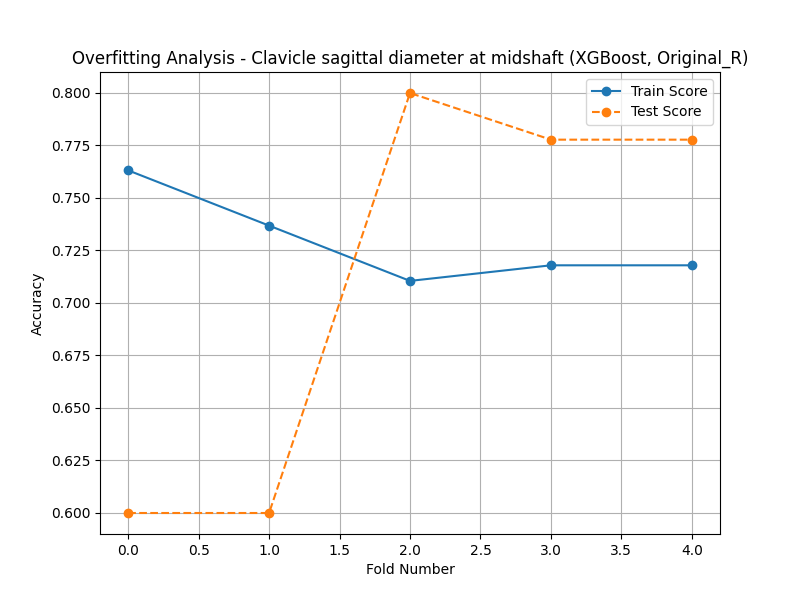 Overfitting Analysis - Clavicle sagittal diameter at midshaft (XGBoost, Original_R)
Train Score
Test Score
0.800
0.775
0.750
0.725
0.700
0.675
0.650
0.625
0.600
Accuracy
0.0 0.5 1.0 1.5 2.0 2.5 3.0 3.5 4.0
Fold Number